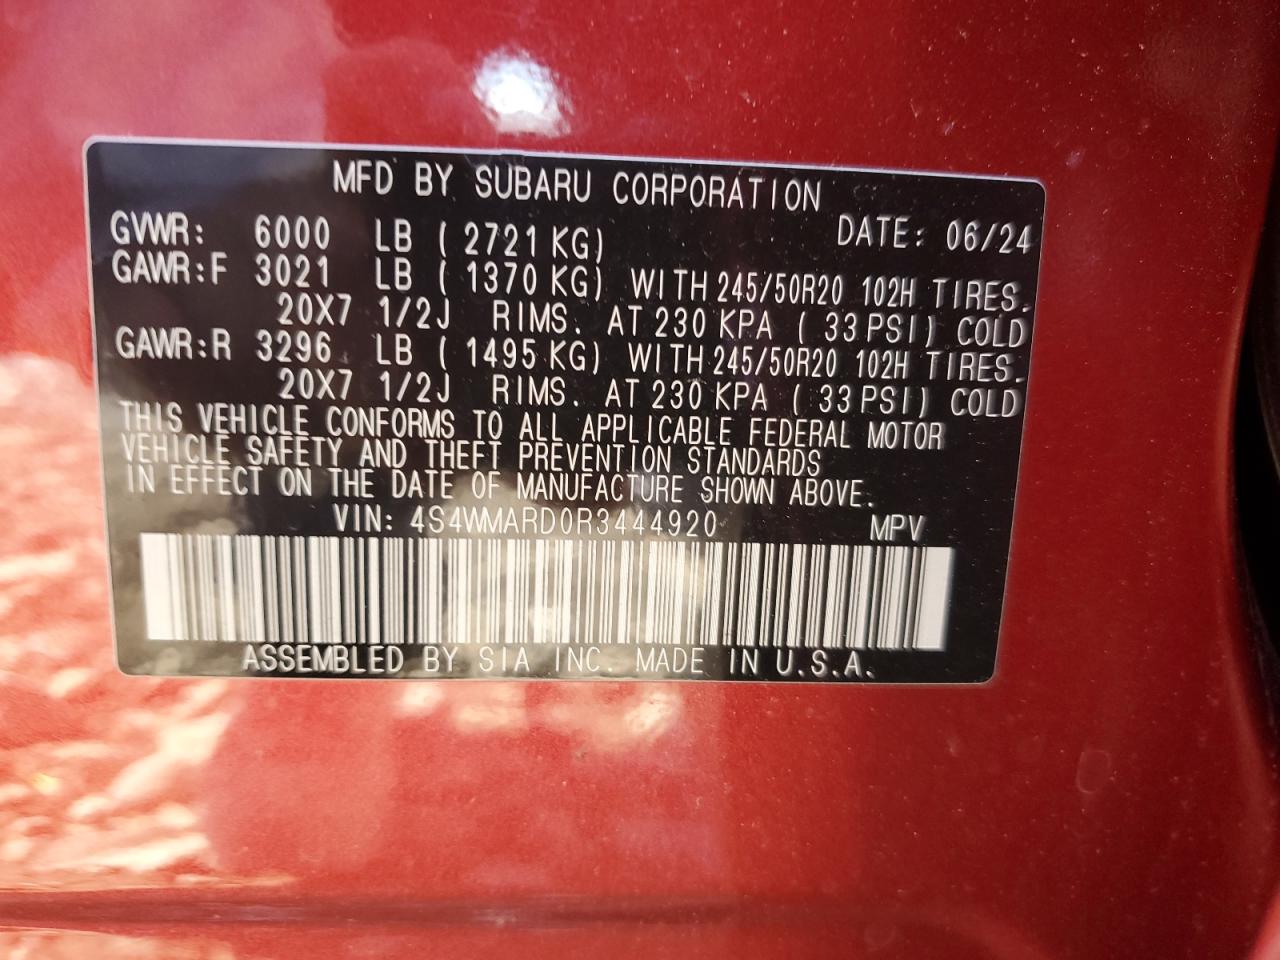 MFD BY SUBARU CORPORATION
DATE: 06/24
GVWR: 6000 LB ( 2721 KG)
GAWR:F 3021 LB ( 1370 KG) WITH 245/50R20 102H TIRES.
20X7 1/2J RIMS. AT 230 KPA ( 33 PSI) COLD
GAWR:R 3296 LB ( 1495 KG) WITH 245/50R20 102H TIRES.
20X7 1/2J RIMS. AT 230 KPA ( 33 PSI) COLD
THIS VEHICLE CONFORMS TO ALL APPLICABLE FEDERAL MOTOR
VEHICLE SAFETY AND THEFT PREVENTION STANDARDS
IN EFFECT ON THE DATE OF MANUFACTURE SHOWN ABOVE.
VIN: 4S4WMARD0R3444920 MPV
ASSEMBLED BY SIA INC. MADE IN U.S.A.